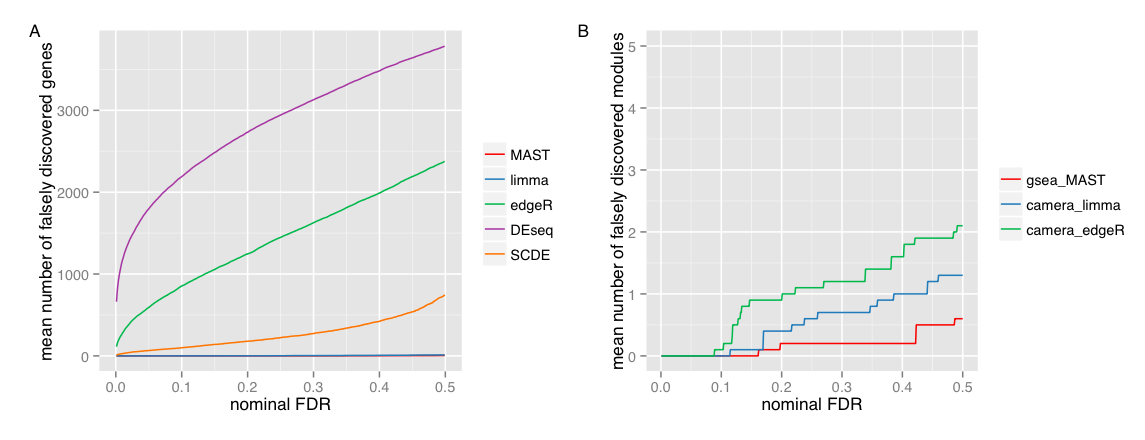 A
mean number of falsely discovered genes
3000
2000
1000
0
0.0 0.1 0.2 0.3 0.4 0.5
nominal FDR
MAST
limma
edgeR
DEseq
SCDE
B
mean number of falsely discovered modules
5
4
3
2
1
0
0.0 0.1 0.2 0.3 0.4 0.5
nominal FDR
gsea_MAST
camera_limma
camera_edgeR